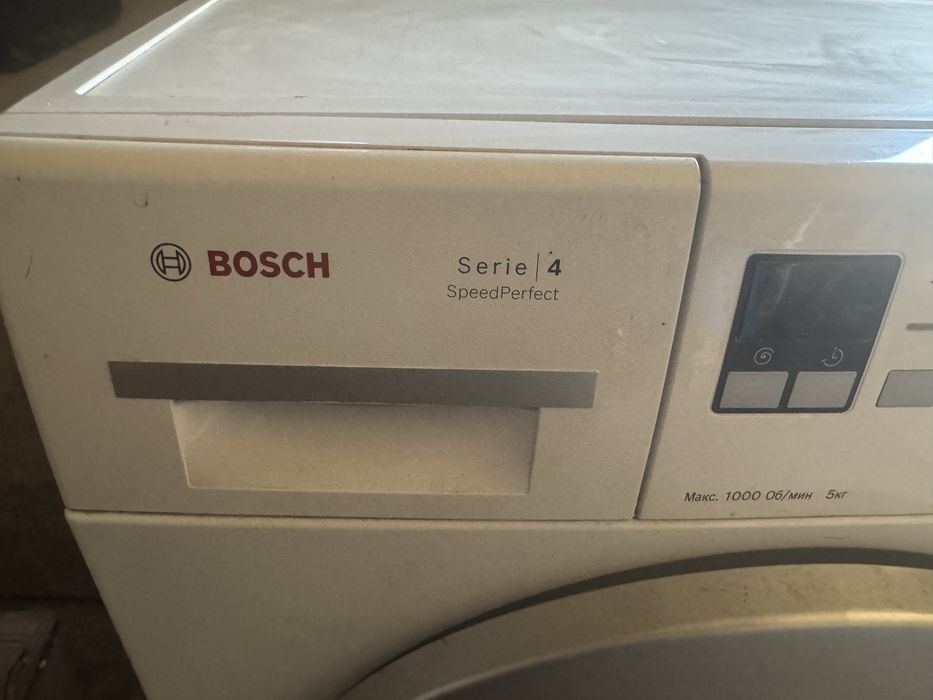 BOSCH
Serie | 4
SpeedPerfect
Макс. 1000 Об/мин 5кг